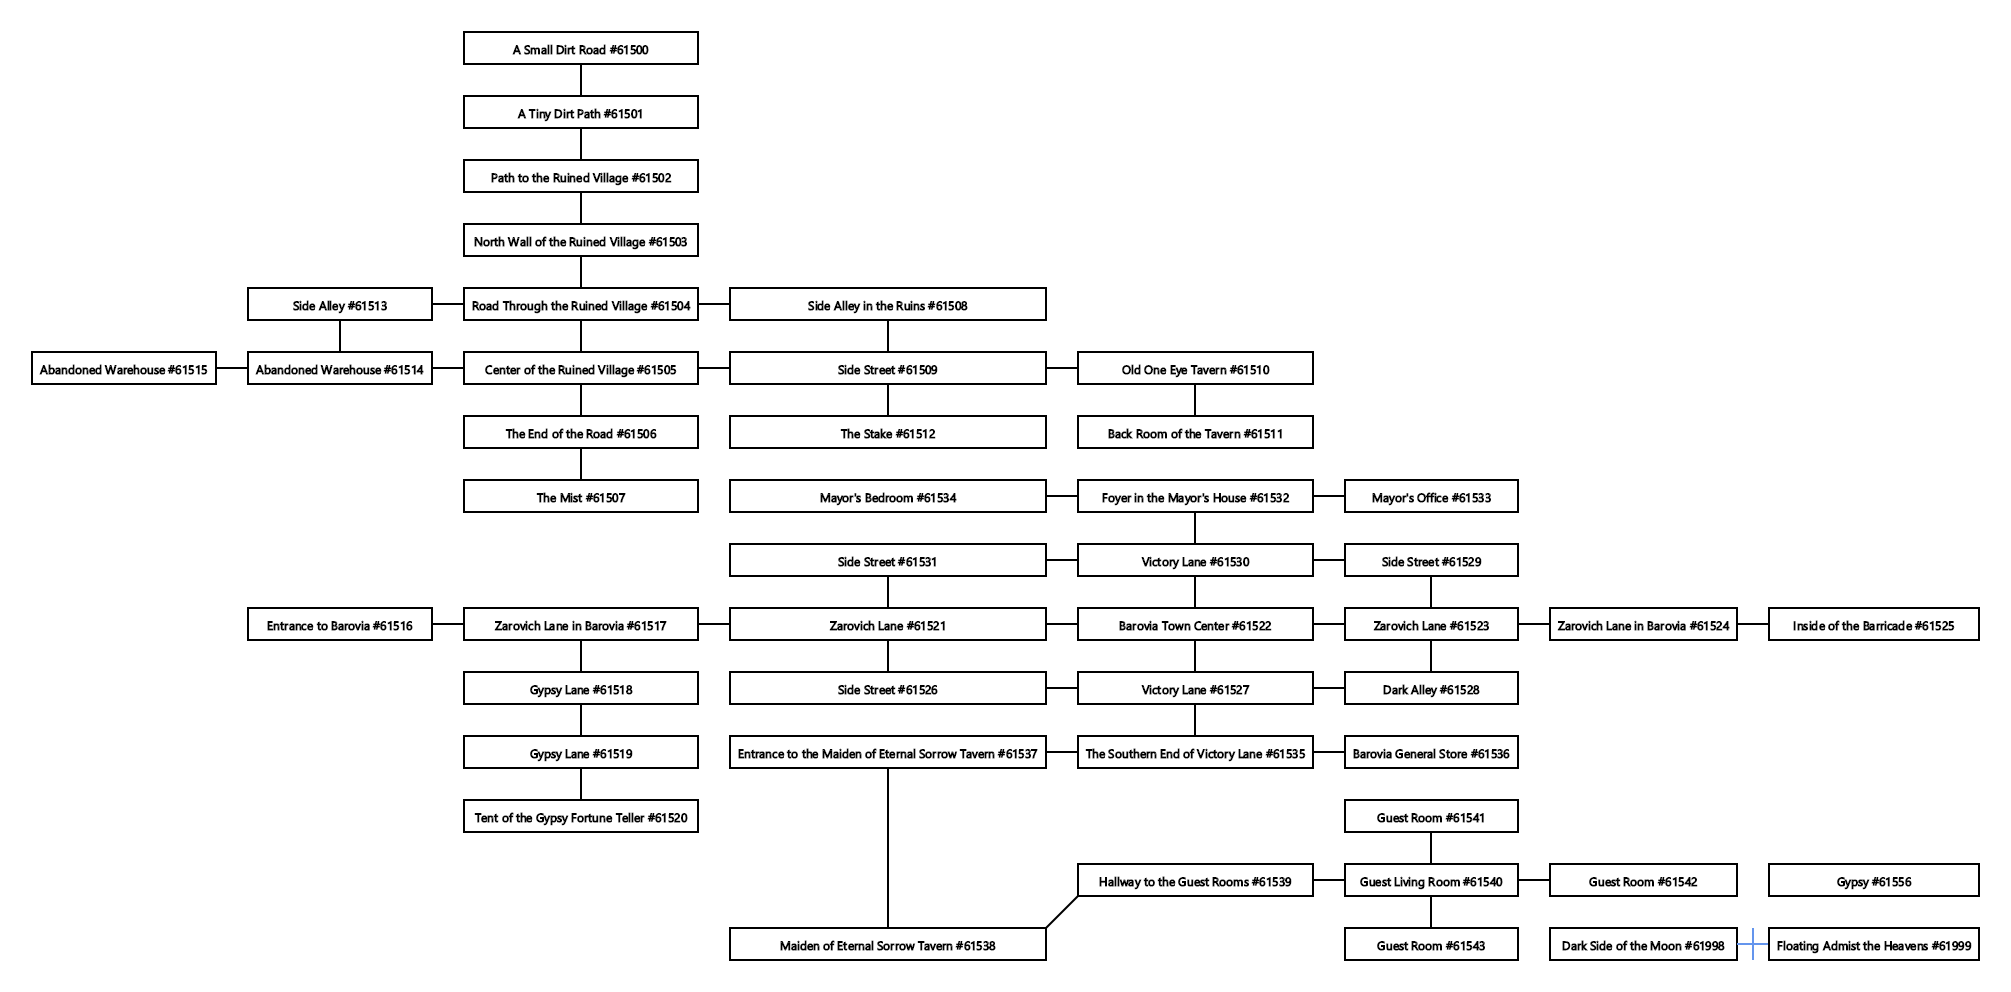 A Small Dirt Road #61500
A Tiny Dirt Path #61501
Path to the Ruined Village #61502
North Wall of the Ruined Village #61503
Side Alley #61513
Road Through the Ruined Village #61504
Side Alley in the Ruins #61508
Abandoned Warehouse #61515
Abandoned Warehouse #61514
Center of the Ruined Village #61505
Side Street #61509
Old One Eye Tavern #61510
The End of the Road #61506
The Stake #61512
Back Room of the Tavern #61511
The Mist #61507
Mayor's Bedroom #61534
Foyer in the Mayor's House #61532
Mayor's Office #61533
Side Street #61531
Victory Lane #61530
Side Street #61529
Entrance to Barovia #61516
Zarovich Lane in Barovia #61517
Zarovich Lane #61521
Barovia Town Center #61522
Zarovich Lane #61523
Zarovich Lane in Barovia #61524
Inside of the Barricade #61525
Gypsy Lane #61518
Side Street #61526
Victory Lane #61527
Dark Alley #61528
Gypsy Lane #61519
Entrance to the Maiden of Eternal Sorrow Tavern #61537
The Southern End of Victory Lane #61535
Barovia General Store #61536
Tent of the Gypsy Fortune Teller #61520
Guest Room #61541
Hallway to the Guest Rooms #61539
Guest Living Room #61540
Guest Room #61542
Gypsy #61556
Maiden of Eternal Sorrow Tavern #61538
Guest Room #61543
Dark Side of the Moon #61998
Floating Admist the Heavens #61999